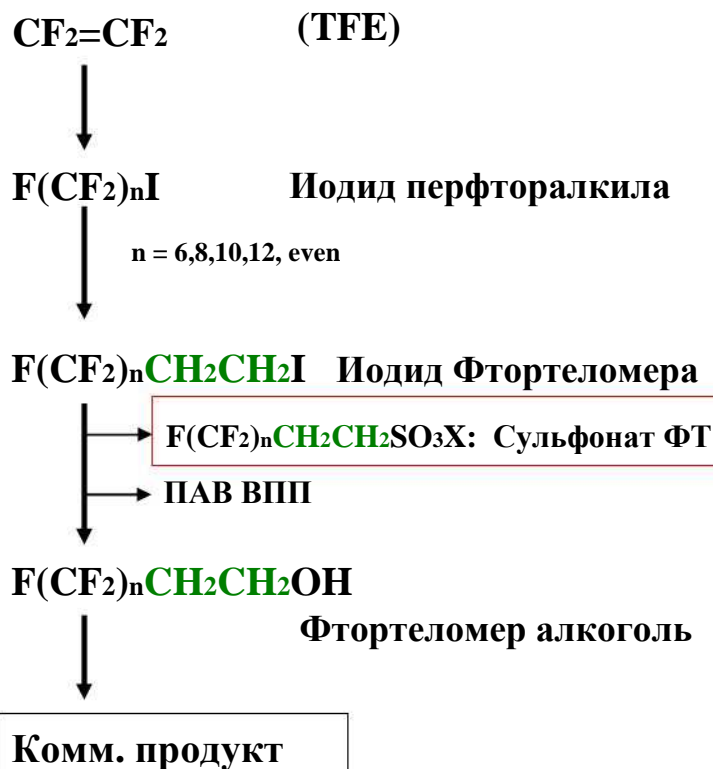 CF2=CF2 (TFE)
F(CF2)nI Иодид перфторалкила
n = 6,8,10,12, even
F(CF2)nCH2CH2I Иодид Фтортеломера
F(CF2)nCH2CH2SO3X: Сульфонат ФТ
ПАВ ВПП
F(CF2)nCH2CH2OH
Фтортеломер алкоголь
Комм. продукт